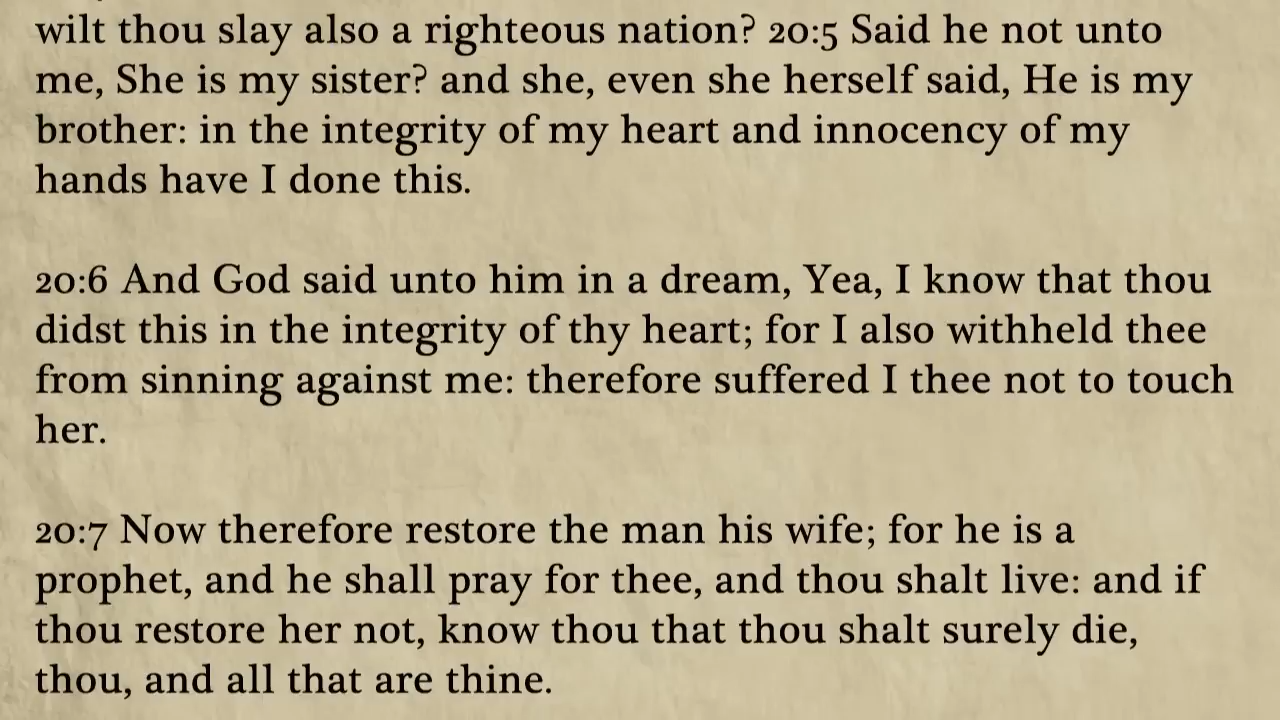 wilt thou slay also a righteous nation? 20:5 Said he not unto
me, She is my sister? and she, even she herself said, He is my
brother: in the integrity of my heart and innocency of my
hands have I done this.
20:6 And God said unto him in a dream, Yea, I know that thou
didst this in the integrity of thy heart; for I also withheld thee
from sinning against me: therefore suffered I thee not to touch
her.
20:7 Now therefore restore the man his wife; for he is a
prophet, and he shall pray for thee, and thou shalt live: and if
thou restore her not, know thou that thou shalt surely die,
thou, and all that are thine.